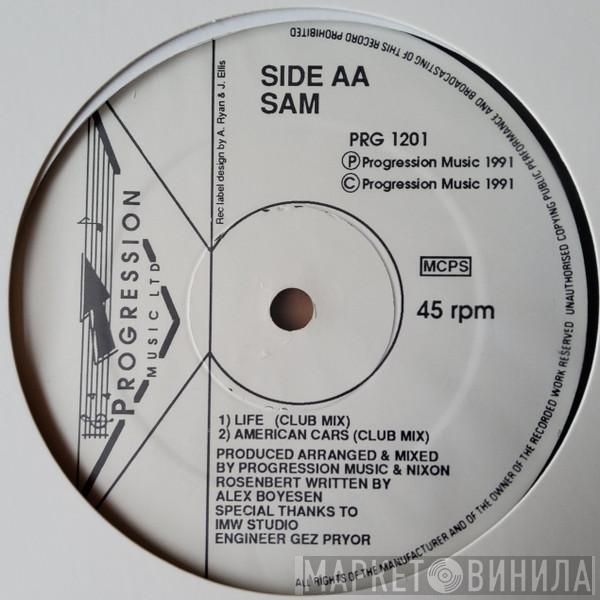 SIDE AA
SAM
PRG 1201
Ⓟ Progression Music 1991
Ⓒ Progression Music 1991
MCPS
45 rpm
Rec label design by A. Ryan & J. Ellis
PROGRESSION
MUSIC LTD
1) LIFE (CLUB MIX)
2) AMERICAN CARS (CLUB MIX)
PRODUCED ARRANGED & MIXED
BY PROGRESSION MUSIC & NIXON
ROSENBERT WRITTEN BY
ALEX BOYESEN
SPECIAL THANKS TO
IMW STUDIO
ENGINEER GEZ PRYOR
ALL RIGHTS OF THE MANUFACTURER AND OF THE OWNER OF THE RECORDED WORK RESERVED UNAUTHORISED COPYING PUBLIC PERFORMANCE AND BROADCASTING OF THIS RECORD PROHIBITED
МАРКЕТ ВИНИЛА